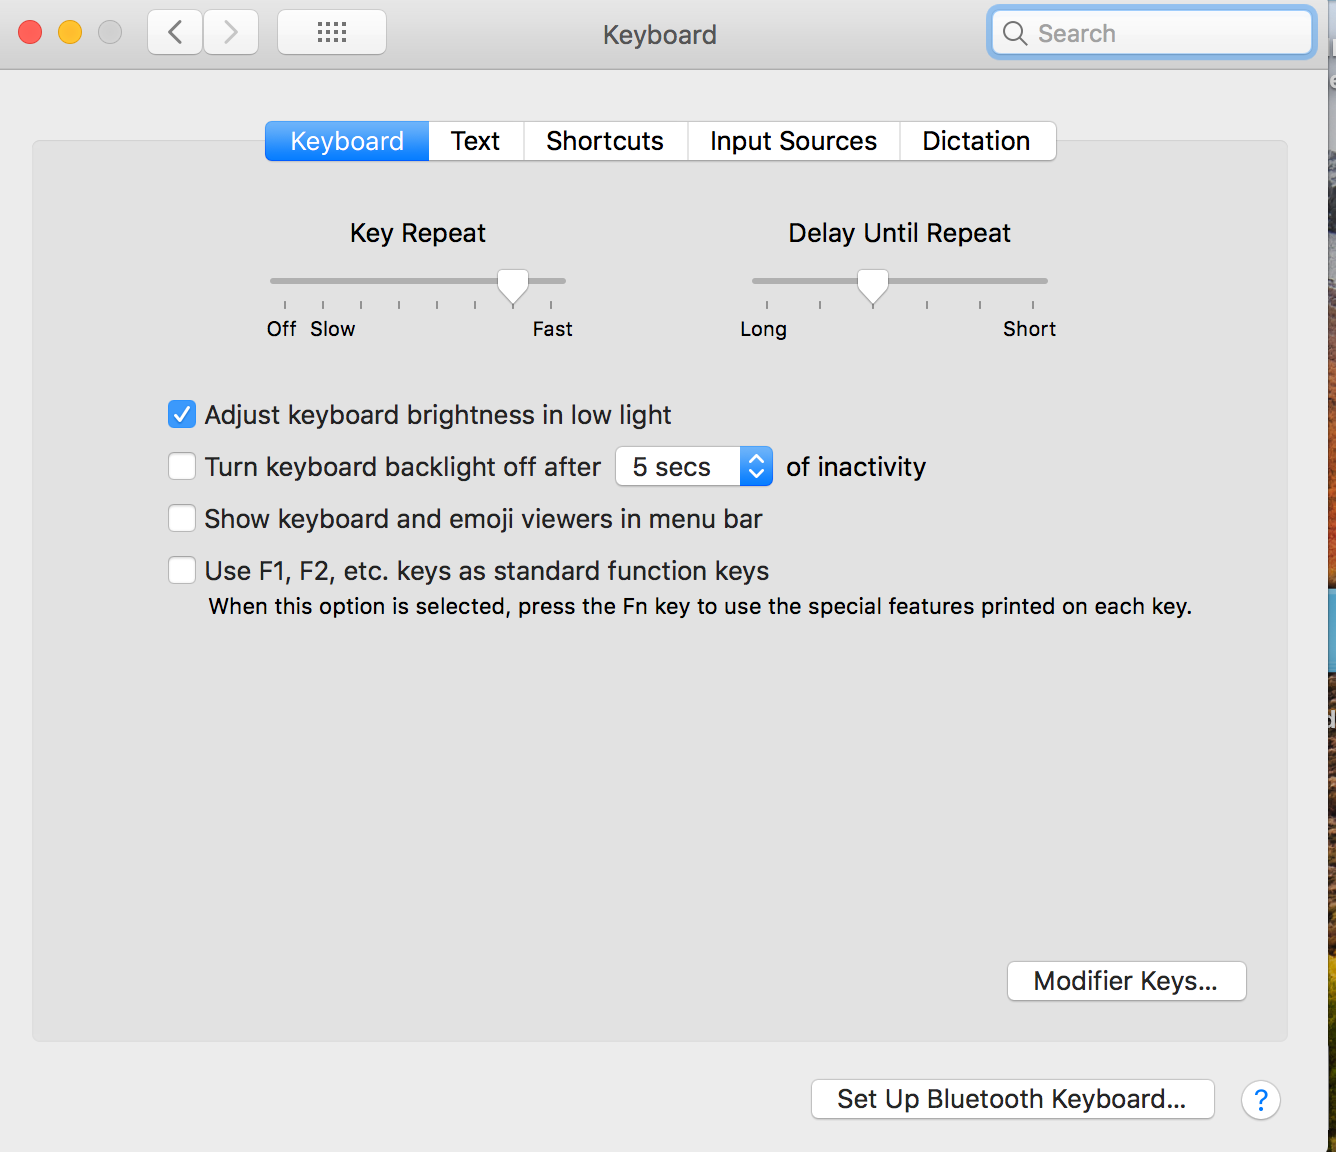 Keyboard
Search
Keyboard Text Shortcuts Input Sources Dictation
Key Repeat Delay Until Repeat
Off Slow Fast Long Short
Adjust keyboard brightness in low light
Turn keyboard backlight off after 5 secs of inactivity
Show keyboard and emoji viewers in menu bar
Use F1, F2, etc. keys as standard function keys
When this option is selected, press the Fn key to use the special features printed on each key.
Modifier Keys...
Set Up Bluetooth Keyboard...
?